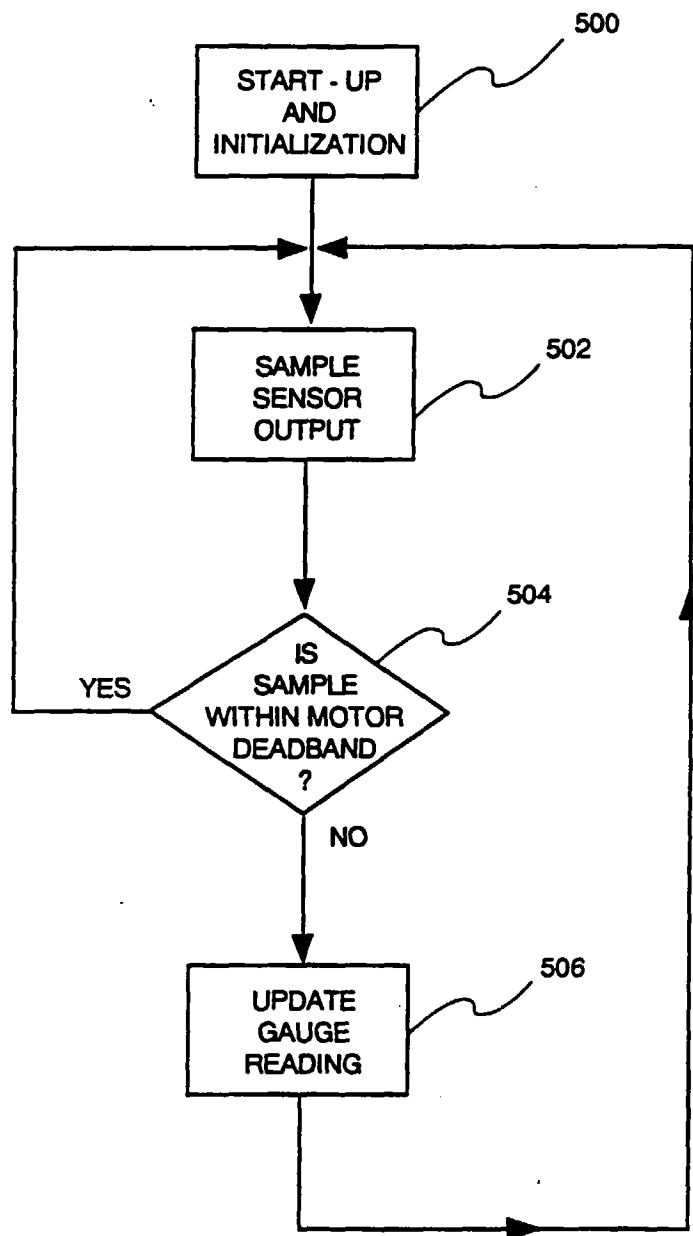 500
START - UP
AND
INITIALIZATION
502
SAMPLE
SENSOR
OUTPUT
504
IS
SAMPLE
WITHIN MOTOR
DEADBAND
?
YES
NO
506
UPDATE
GAUGE
READING